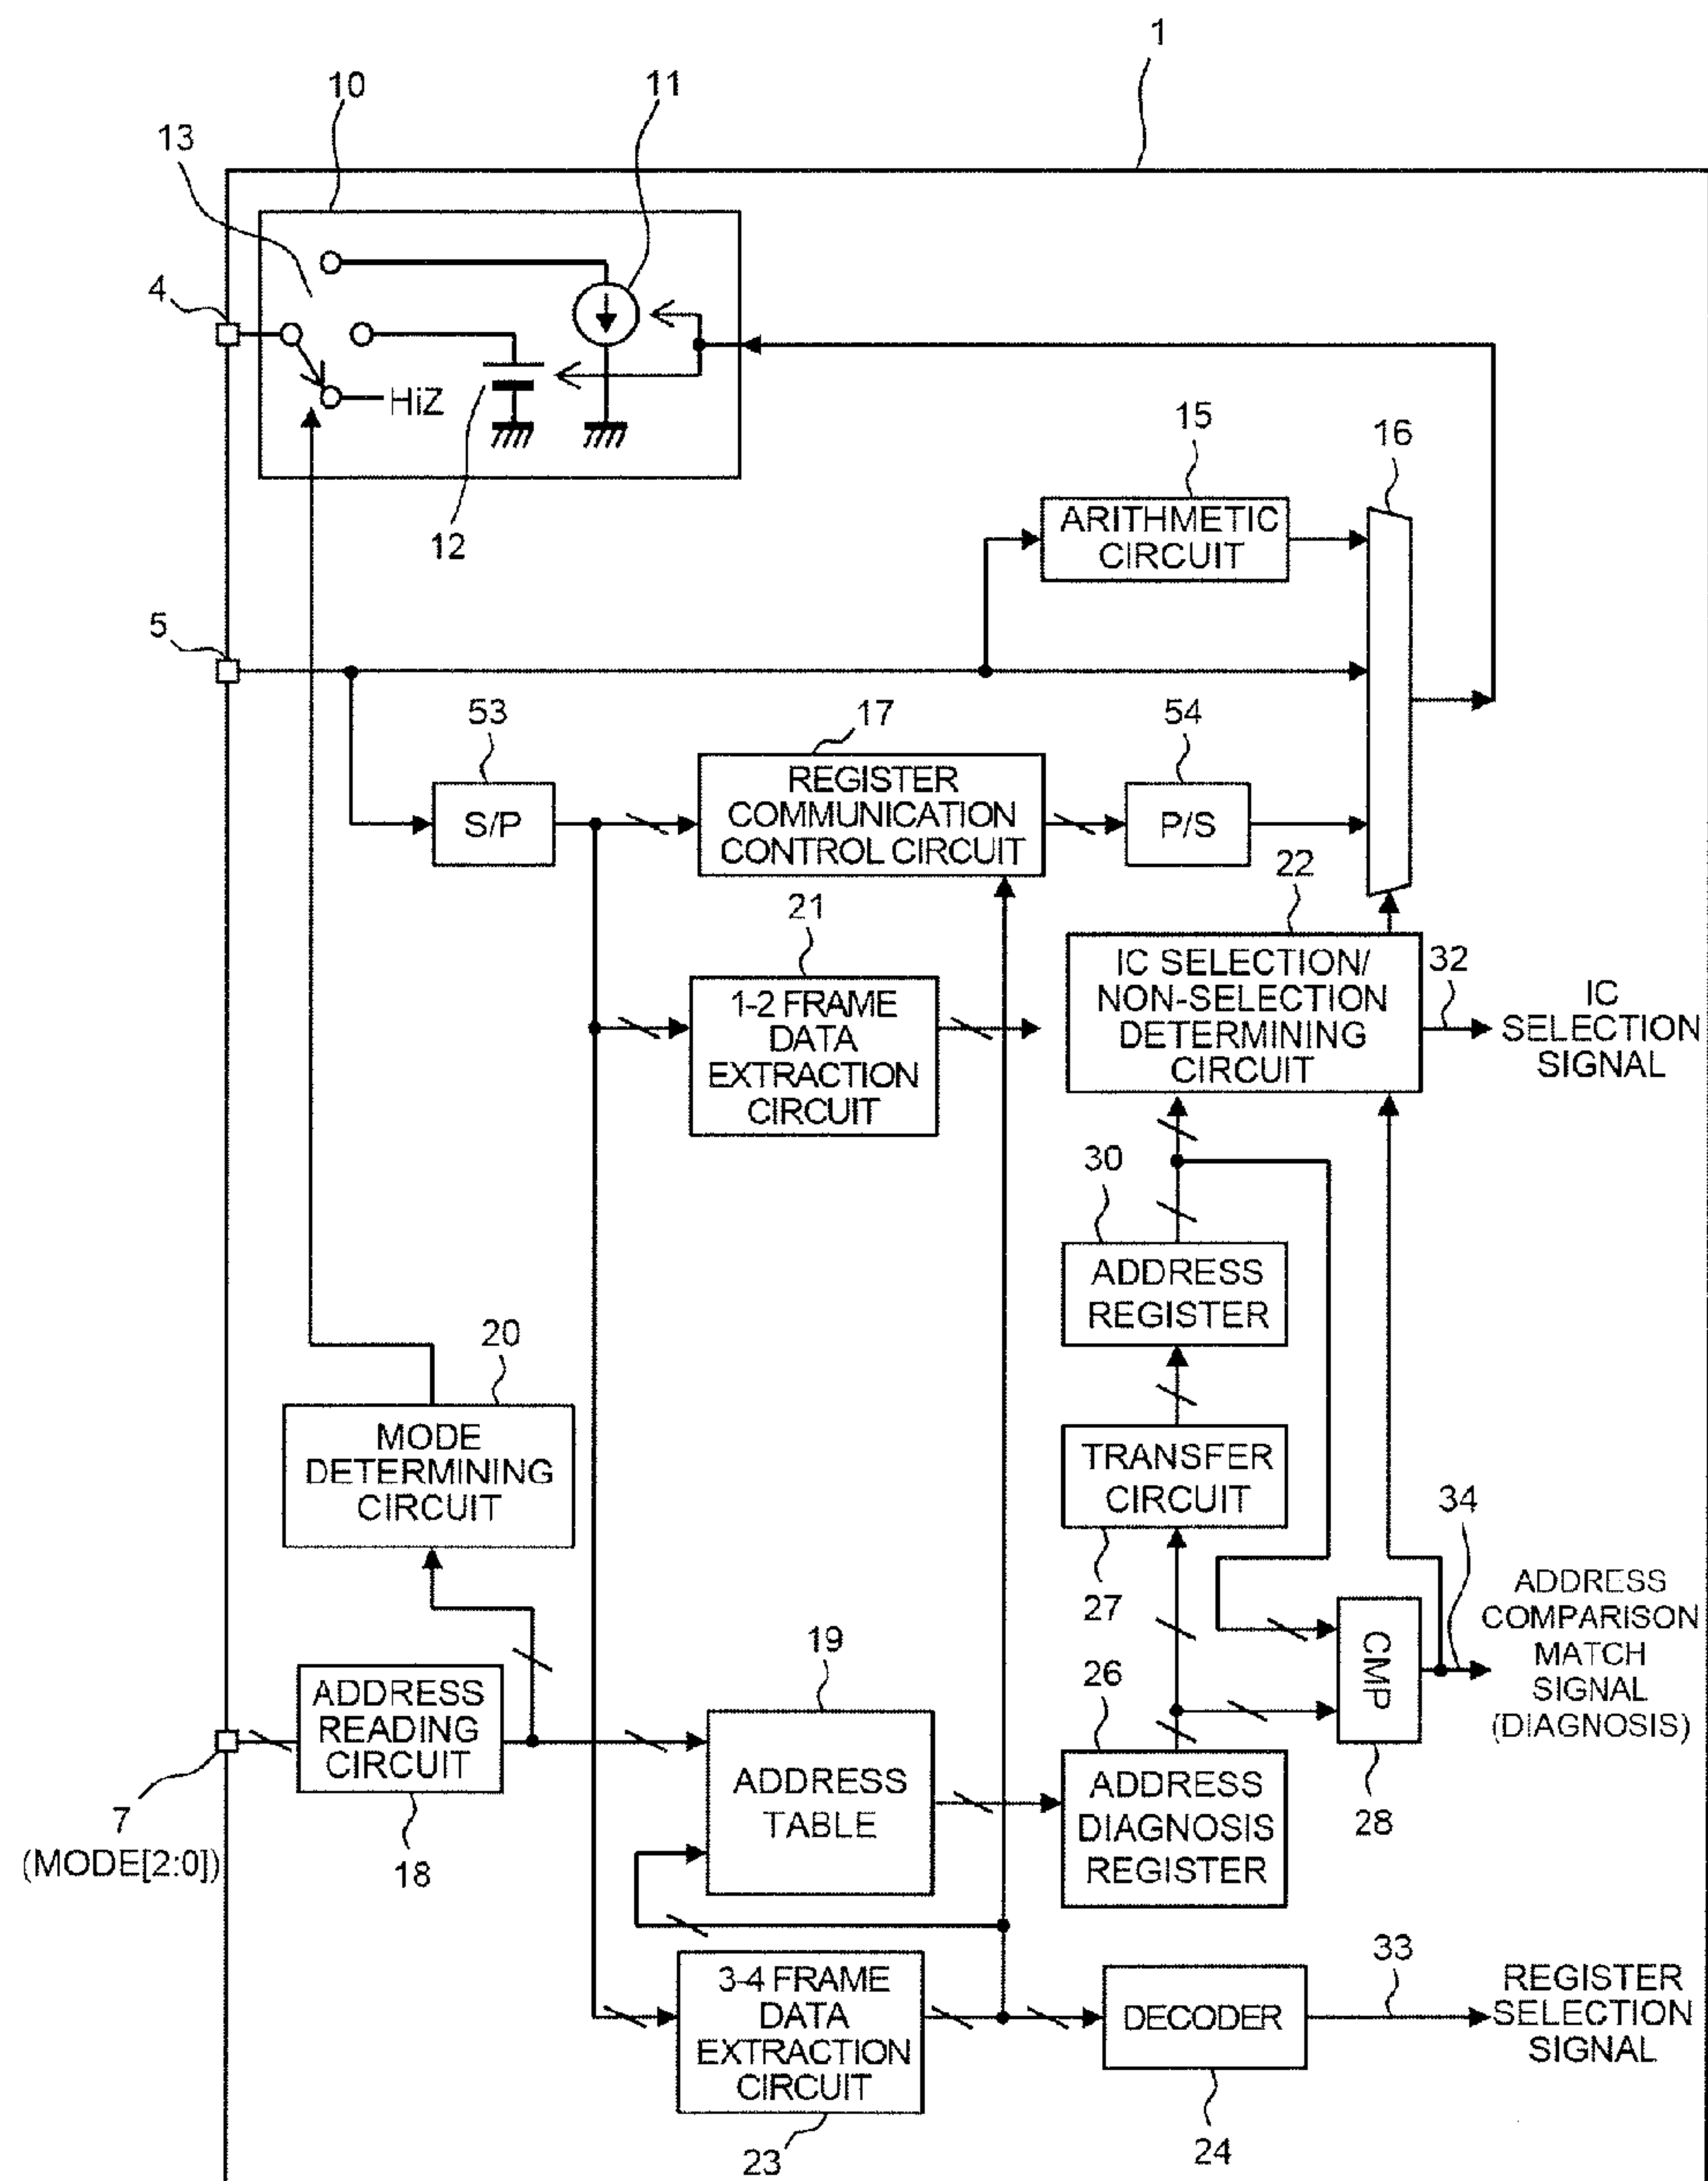 1
10
11
13
4
HiZ
12
15
16
ARITHMETIC
CIRCUIT
5
53
17
54
S/P
REGISTER
COMMUNICATION
CONTROL CIRCUIT
P/S
22
21
32
IC SELECTION/
NON-SELECTION
DETERMINING
CIRCUIT
IC
SELECTION
SIGNAL
1-2 FRAME
DATA
EXTRACTION
CIRCUIT
30
ADDRESS
REGISTER
20
MODE
DETERMINING
CIRCUIT
TRANSFER
CIRCUIT
27
34
ADDRESS
COMPARISON
MATCH
SIGNAL
(DIAGNOSIS)
CMP
28
19
26
ADDRESS
READING
CIRCUIT
18
7
(MODE[2:0])
ADDRESS
TABLE
ADDRESS
DIAGNOSIS
REGISTER
3-4 FRAME
DATA
EXTRACTION
CIRCUIT
23
DECODER
24
33
REGISTER
SELECTION
SIGNAL